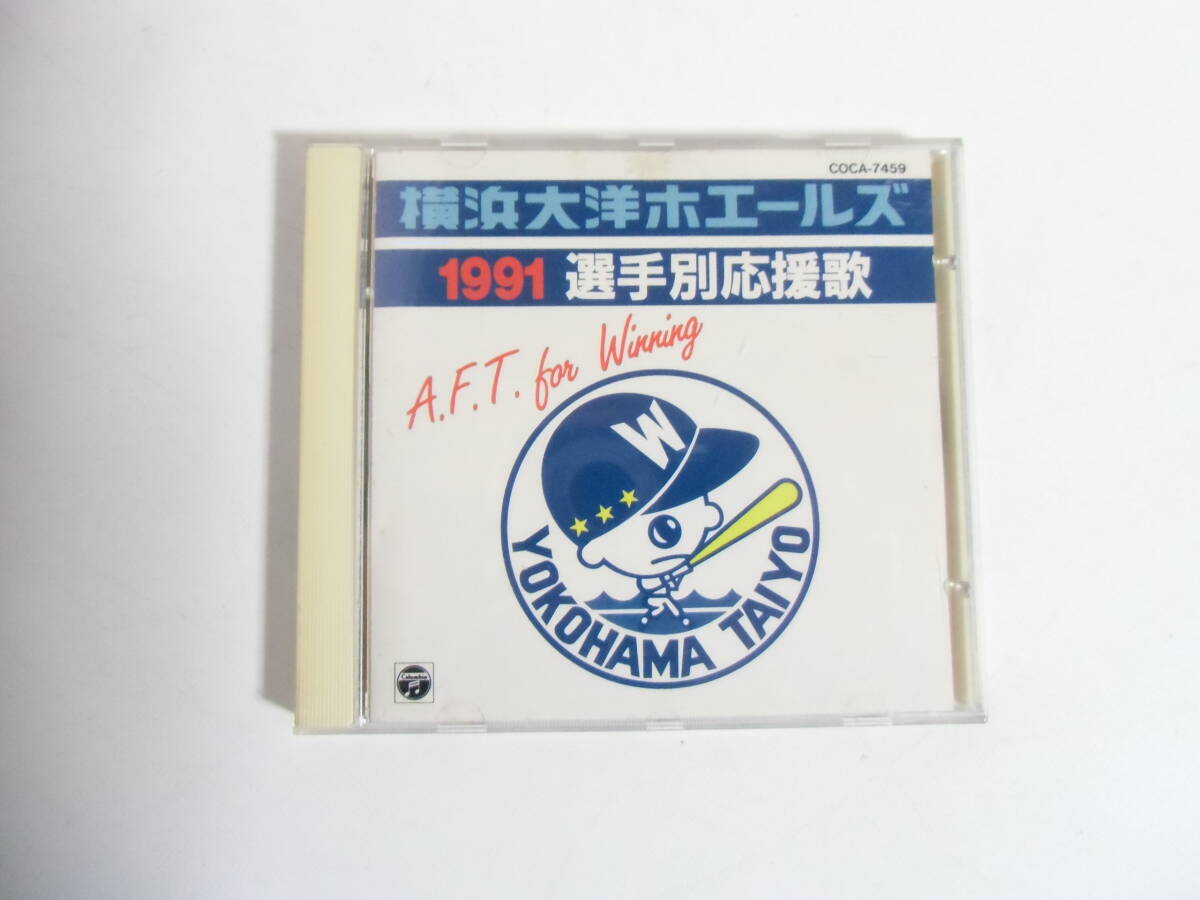 COCA-7459
横浜大洋ホエールズ
1991 選手別応援歌
A.F.T. for Winning
W
YOKOHAMA TAIYO
Columbia